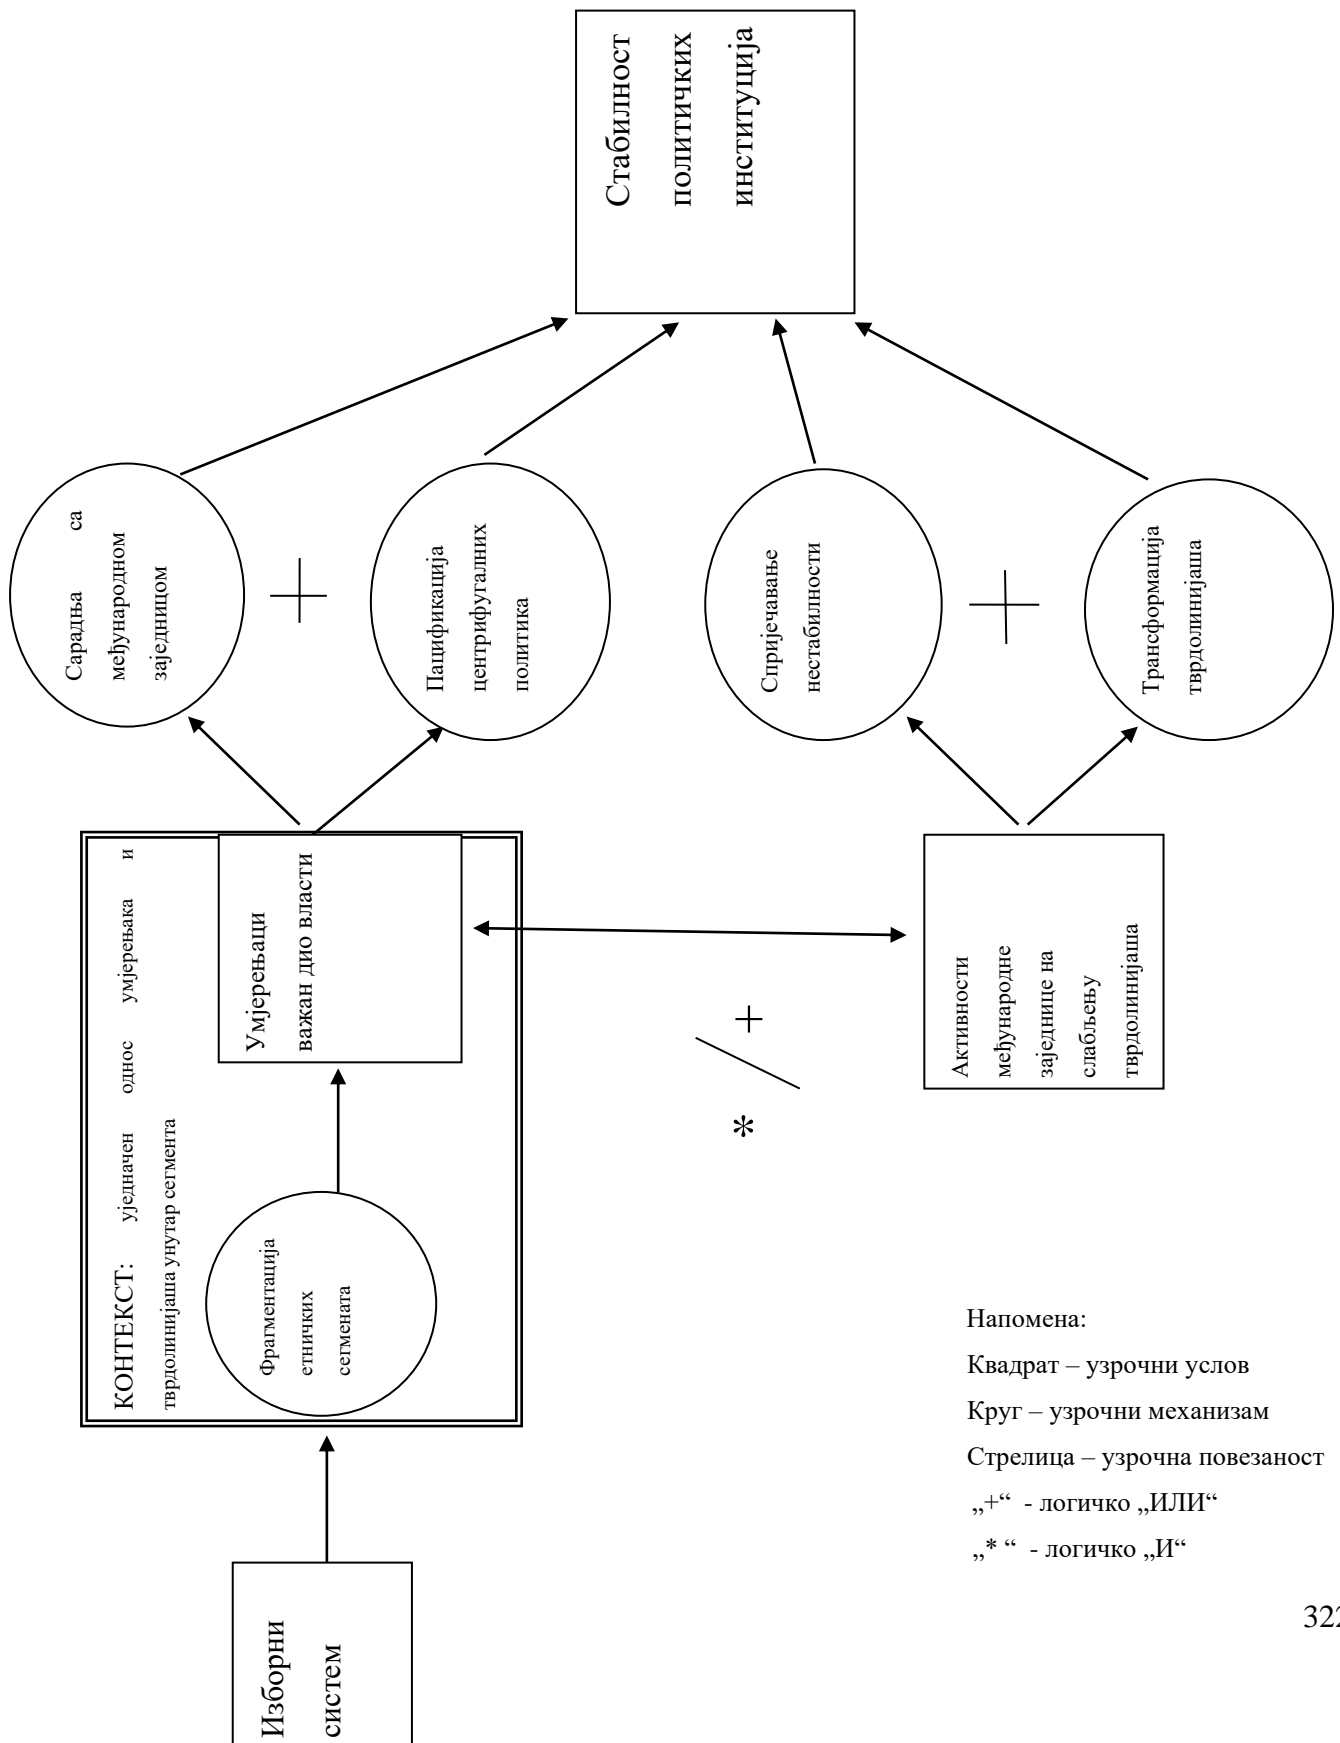 Стабилност
политичких
институција
Сарадња са
међународном
заједницом
+
Пацификација
центрифугалних
политика
Спријечавање
нестабилности
+
Трансформација
тврдолинијаша
КОНТЕКСТ: уједначен однос умјерењака и
тврдолинијаша унутар сегмента
Умјерењаци
важан дио власти
Фрагментација
етничких
сегмената
* / +
Активности
међународне
заједнице на
слабљењу
тврдолинијаша
Изборни
систем
Напомена:
Квадрат – узрочни услов
Круг – узрочни механизам
Стрелица – узрочна повезаност
„+“ - логичко „ИЛИ“
„* “ - логичко „И“
322